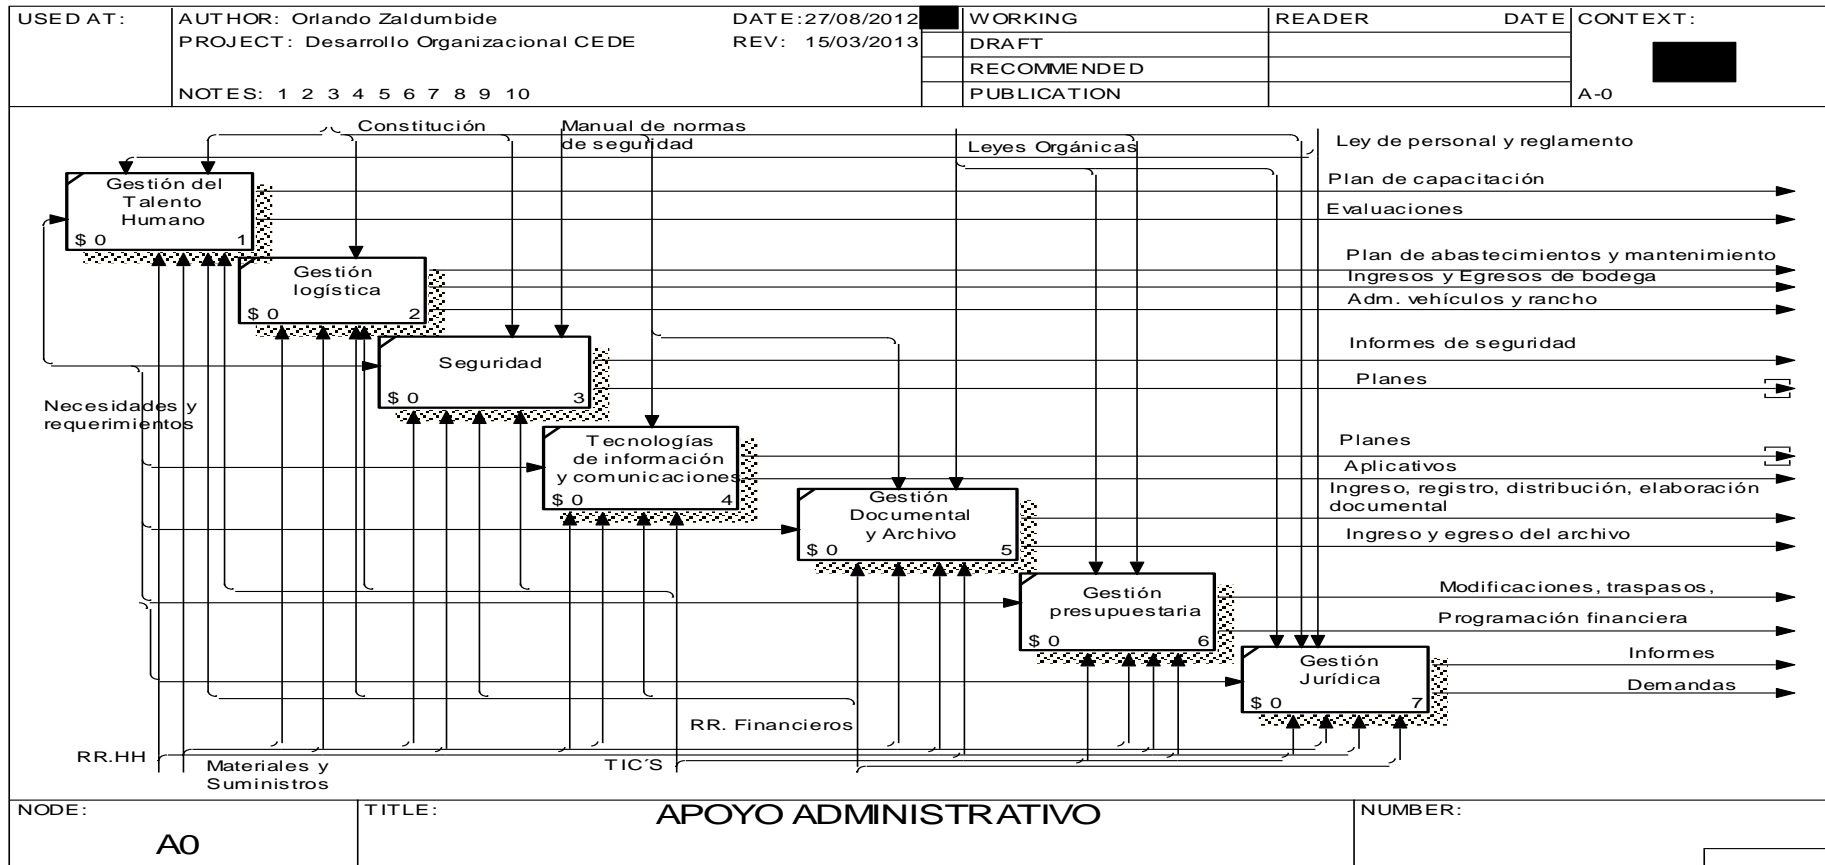 USED AT:
AUTHOR: Orlando Zaldumbide
DATE: 27/08/2012
PROJECT: Desarrollo Organizacional CEDE
REV: 15/03/2013
NOTES: 1 2 3 4 5 6 7 8 9 10
WORKING
DRAFT
RECOMMENDED
PUBLICATION
READER
DATE
CONTEXT:
A-0
Constitución
Manual de normas
de seguridad
Leyes Orgánicas
Ley de personal y reglamento
Gestión del
Talento
Humano
$ 0 1
Plan de capacitación
Evaluaciones
Gestión
logística
$ 0 2
Plan de abastecimientos y mantenimiento
Ingresos y Egresos de bodega
Adm. vehículos y rancho
Seguridad
$ 0 3
Informes de seguridad
Planes
Necesidades y
requerimientos
Tecnologías
de información
y comunicaciones
$ 0 4
Planes
Aplicativos
Gestión
Documental
y Archivo
$ 0 5
Ingreso, registro, distribución, elaboración
documental
Ingreso y egreso del archivo
Gestión
presupuestaria
$ 0 6
Modificaciones, traspasos,
Programación financiera
Gestión
Jurídica
$ 0 7
Informes
Demandas
RR. Financieros
RR.HH
Materiales y
Suministros
TIC´S
NODE:
A0
TITLE:
APOYO ADMINISTRATIVO
NUMBER: